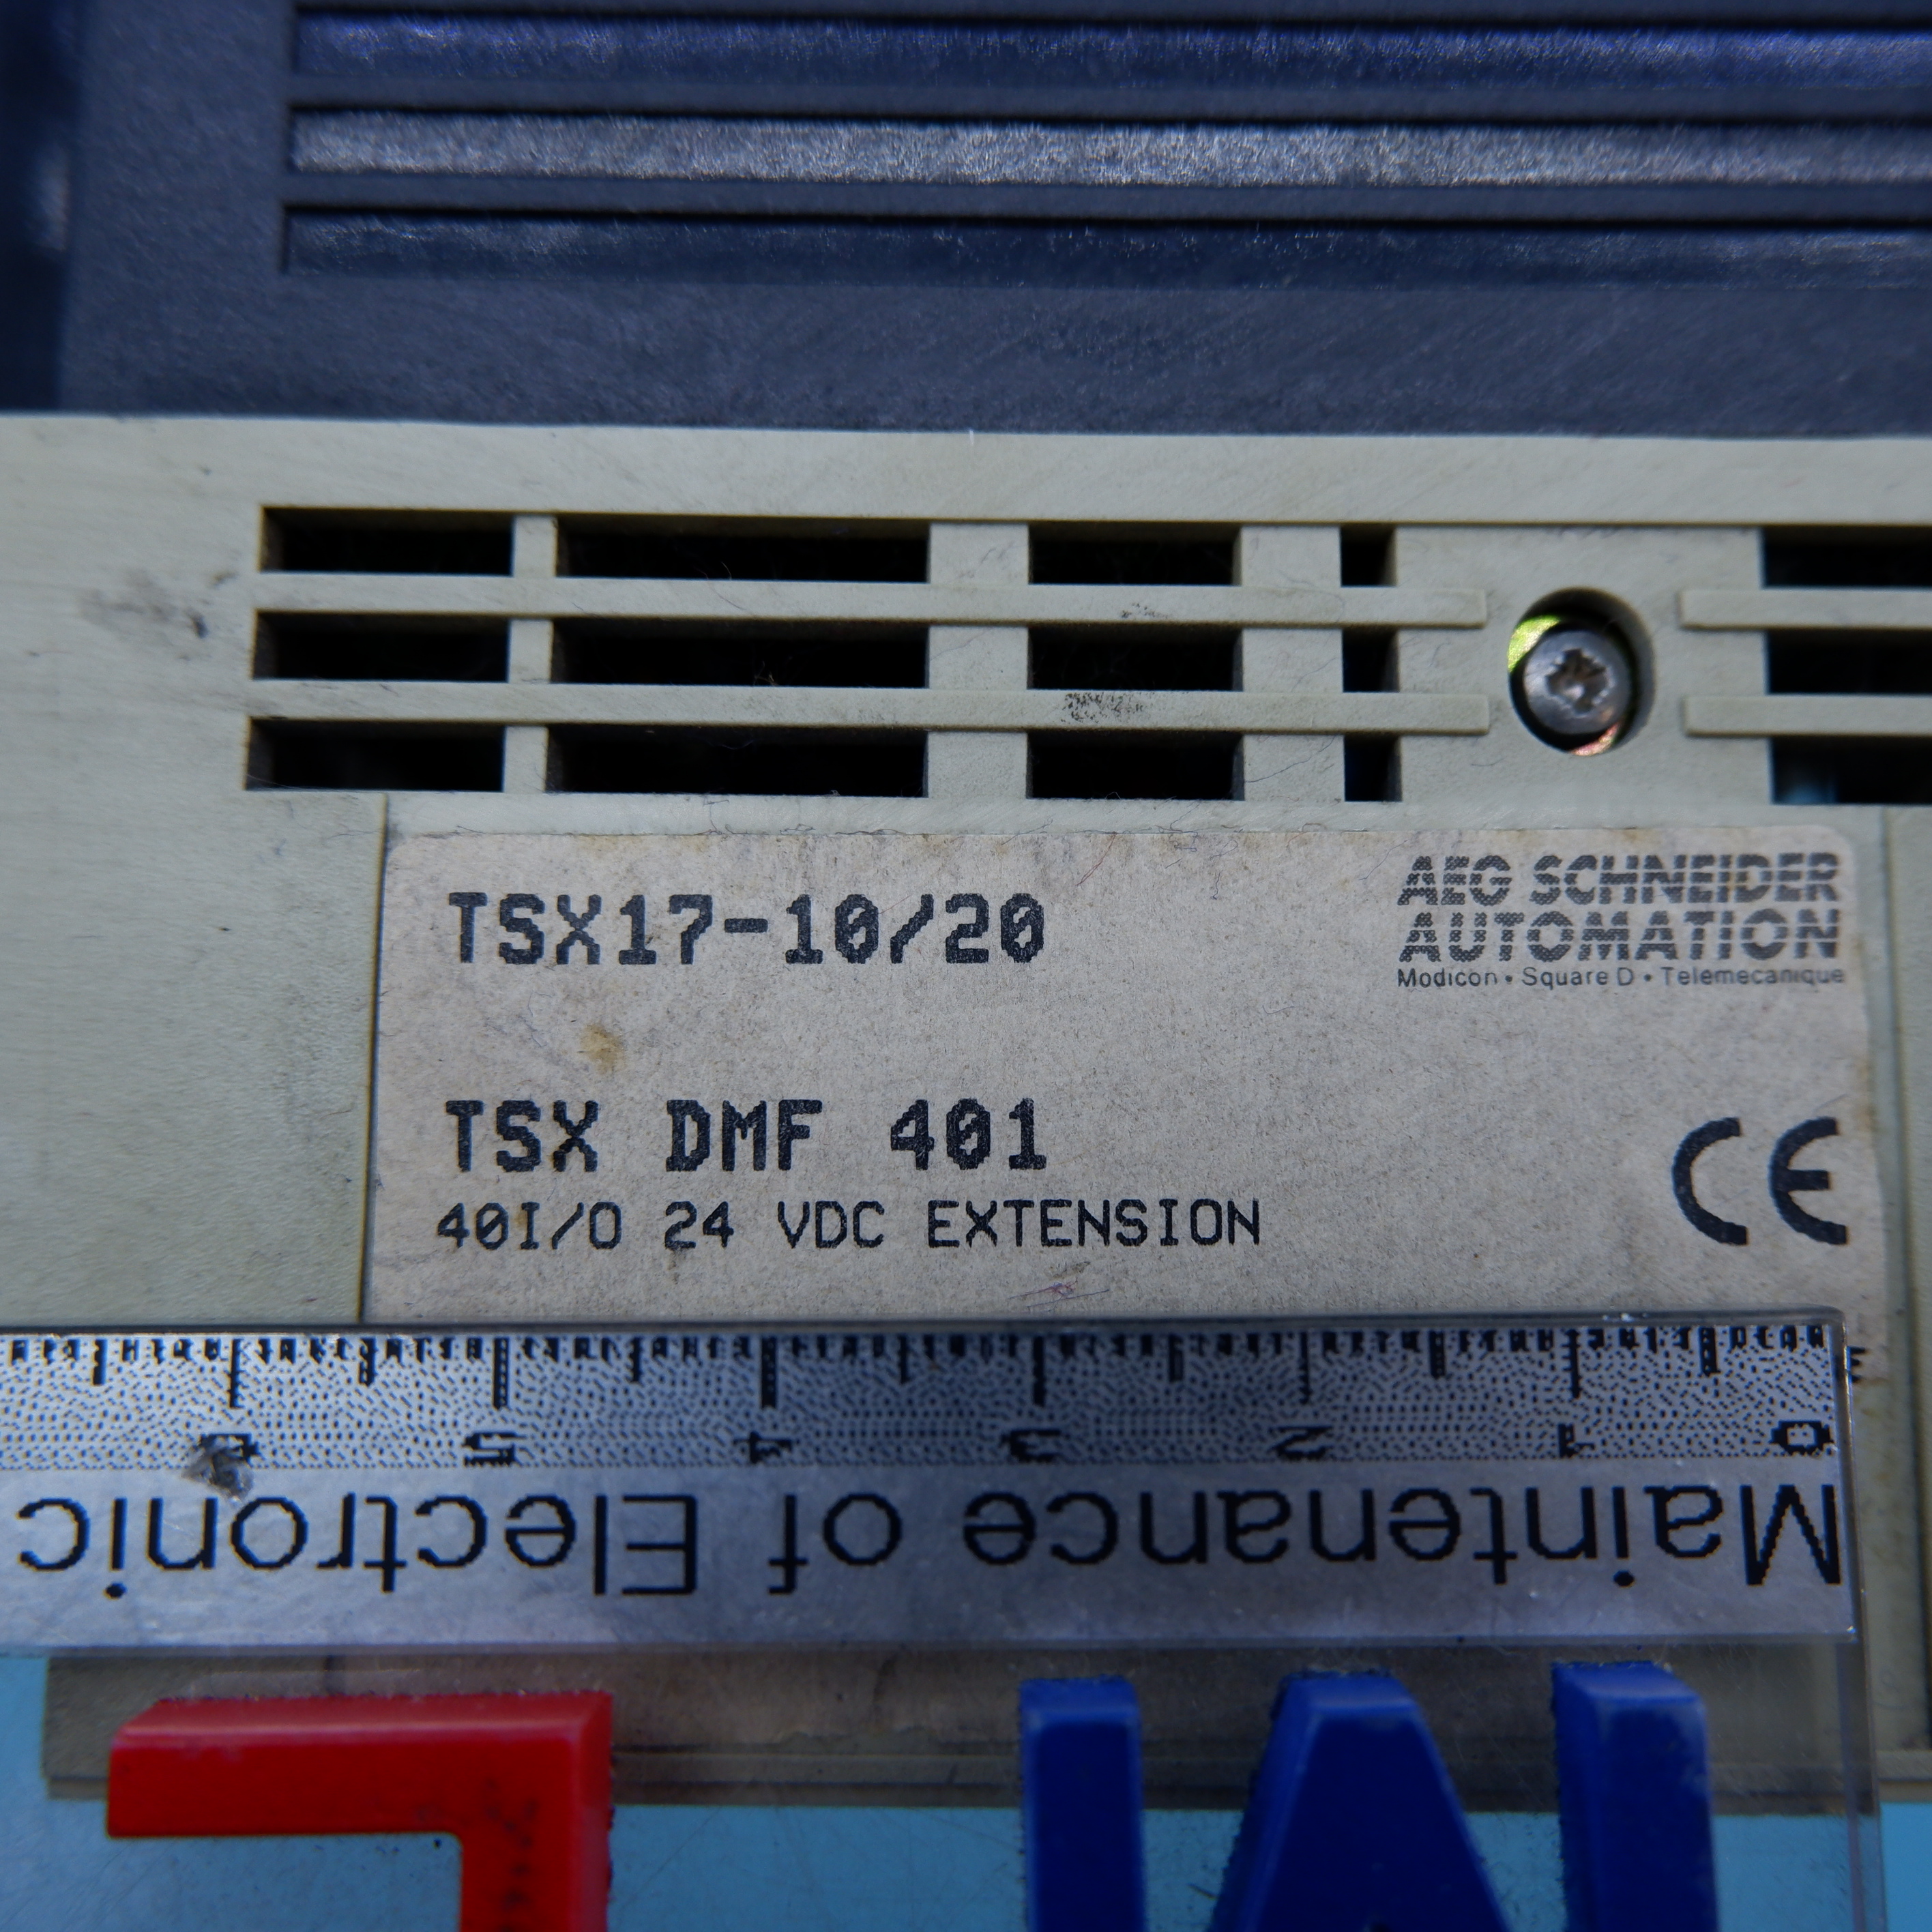 TSX17-10/20
AEG SCHNEIDER
AUTOMATION
Modicon • Square D • Telemecanique
TSX DMF 401
40I/O 24 VDC EXTENSION
CE
0 1 2 3 4 5 6
Maintenance of Electronic